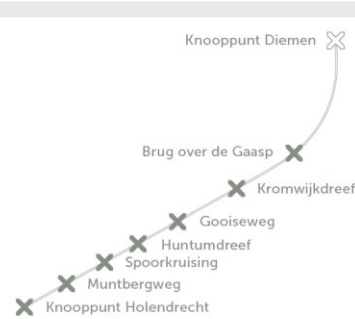 Knooppunt Diemen
Brug over de Gaasp
Kromwijkdreef
Gooiseweg
Huntumdreef
Spoorkruising
Muntbergweg
Knooppunt Holendrecht